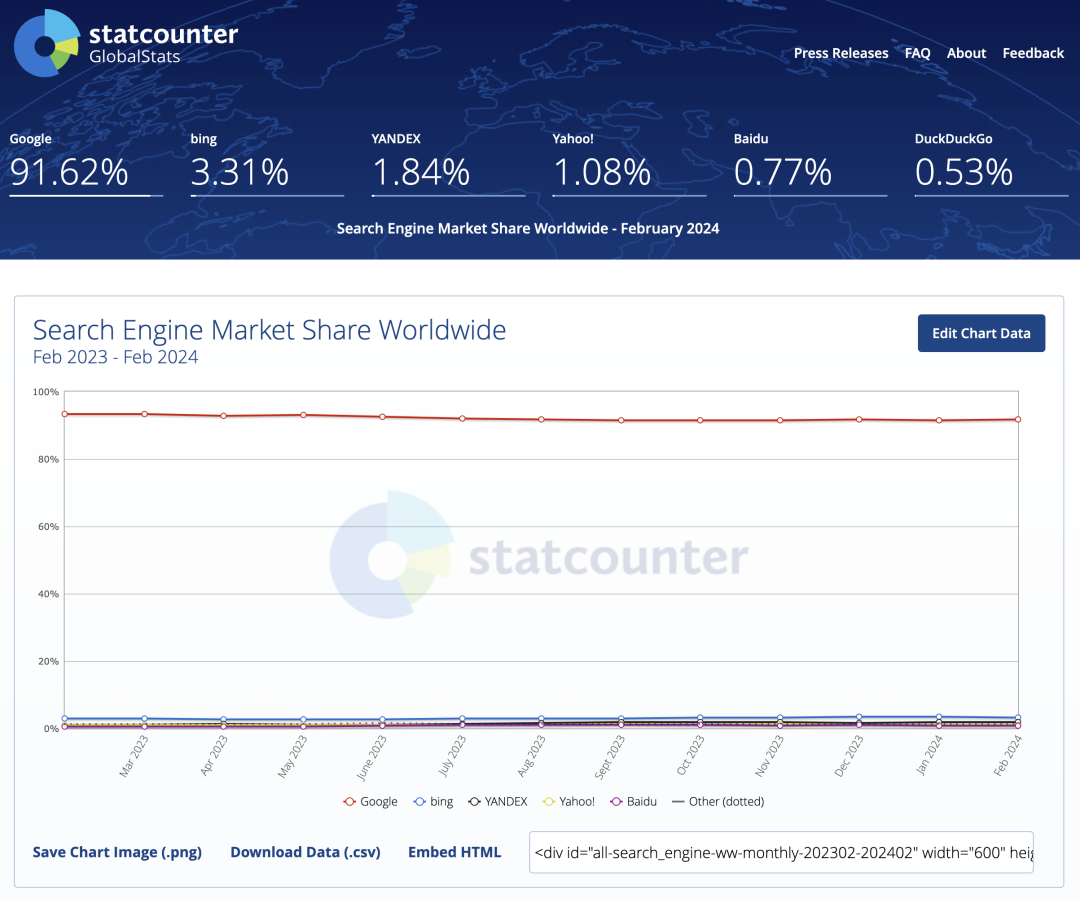 statcounter
GlobalStats
Press Releases FAQ About Feedback
Google bing YANDEX Yahoo! Baidu DuckDuckGo
91.62% 3.31% 1.84% 1.08% 0.77% 0.53%
Search Engine Market Share Worldwide - February 2024
Search Engine Market Share Worldwide
Feb 2023 - Feb 2024
Edit Chart Data
100%
80%
60%
statcounter
40%
20%
0%
Mar 2023 Apr 2023 May 2023 June 2023 July 2023 Aug 2023 Sept 2023 Oct 2023 Nov 2023 Dec 2023 Jan 2024 Feb 2024
Google bing YANDEX Yahoo! Baidu Other (dotted)
Save Chart Image (.png) Download Data (.csv) Embed HTML <div id="all-search_engine-ww-monthly-202302-202402" width="600" heig